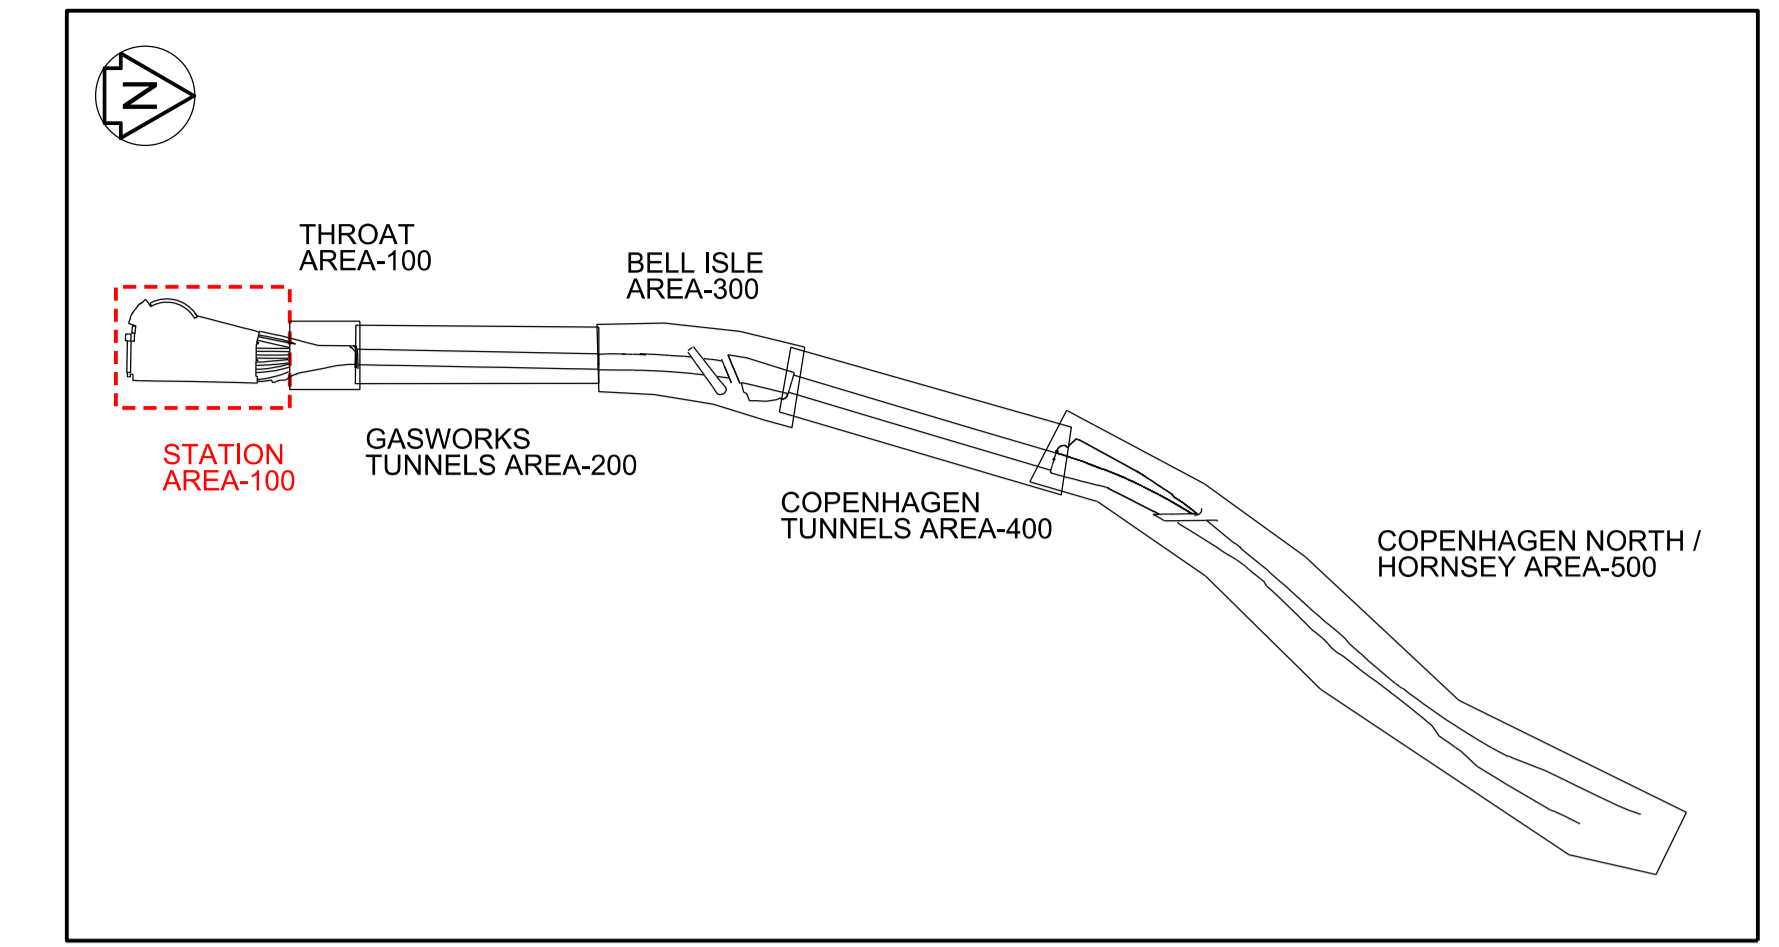 N
THROAT
AREA-100
BELL ISLE
AREA-300
STATION
AREA-100
GASWORKS
TUNNELS AREA-200
COPENHAGEN
TUNNELS AREA-400
COPENHAGEN NORTH /
HORNSEY AREA-500